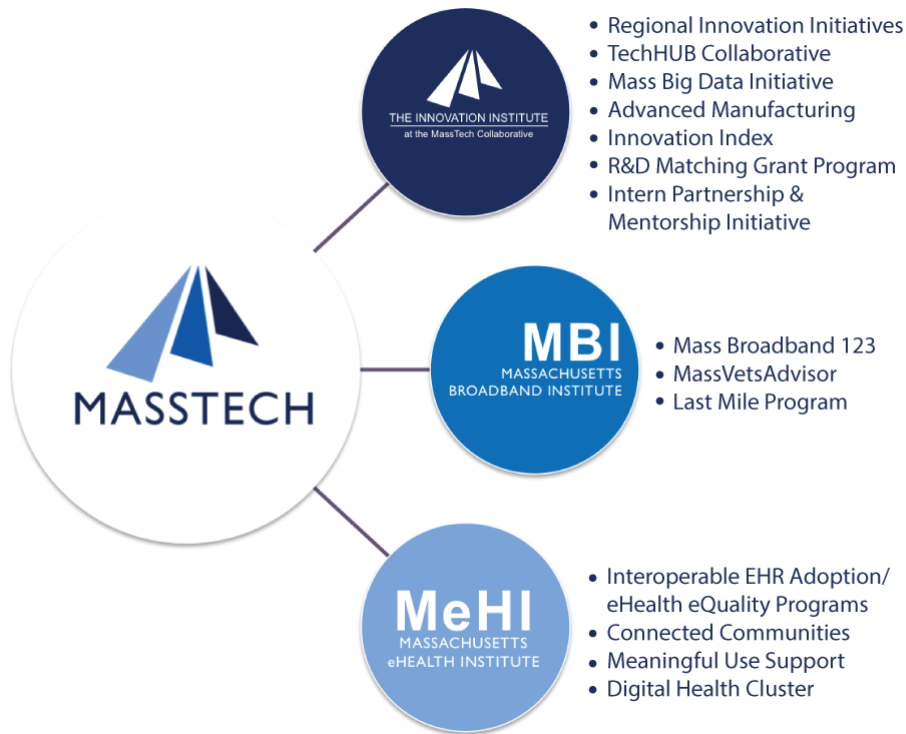 THE INNOVATION INSTITUTE
at the MassTech Collaborative
• Regional Innovation Initiatives
• TechHUB Collaborative
• Mass Big Data Initiative
• Advanced Manufacturing
• Innovation Index
• R&D Matching Grant Program
• Intern Partnership &
Mentorship Initiative
MASSTECH
MBI
MASSACHUSETTS
BROADBAND INSTITUTE
• Mass Broadband 123
• MassVetsAdvisor
• Last Mile Program
MeHI
MASSACHUSETTS
eHEALTH INSTITUTE
• Interoperable EHR Adoption/
eHealth eQuality Programs
• Connected Communities
• Meaningful Use Support
• Digital Health Cluster